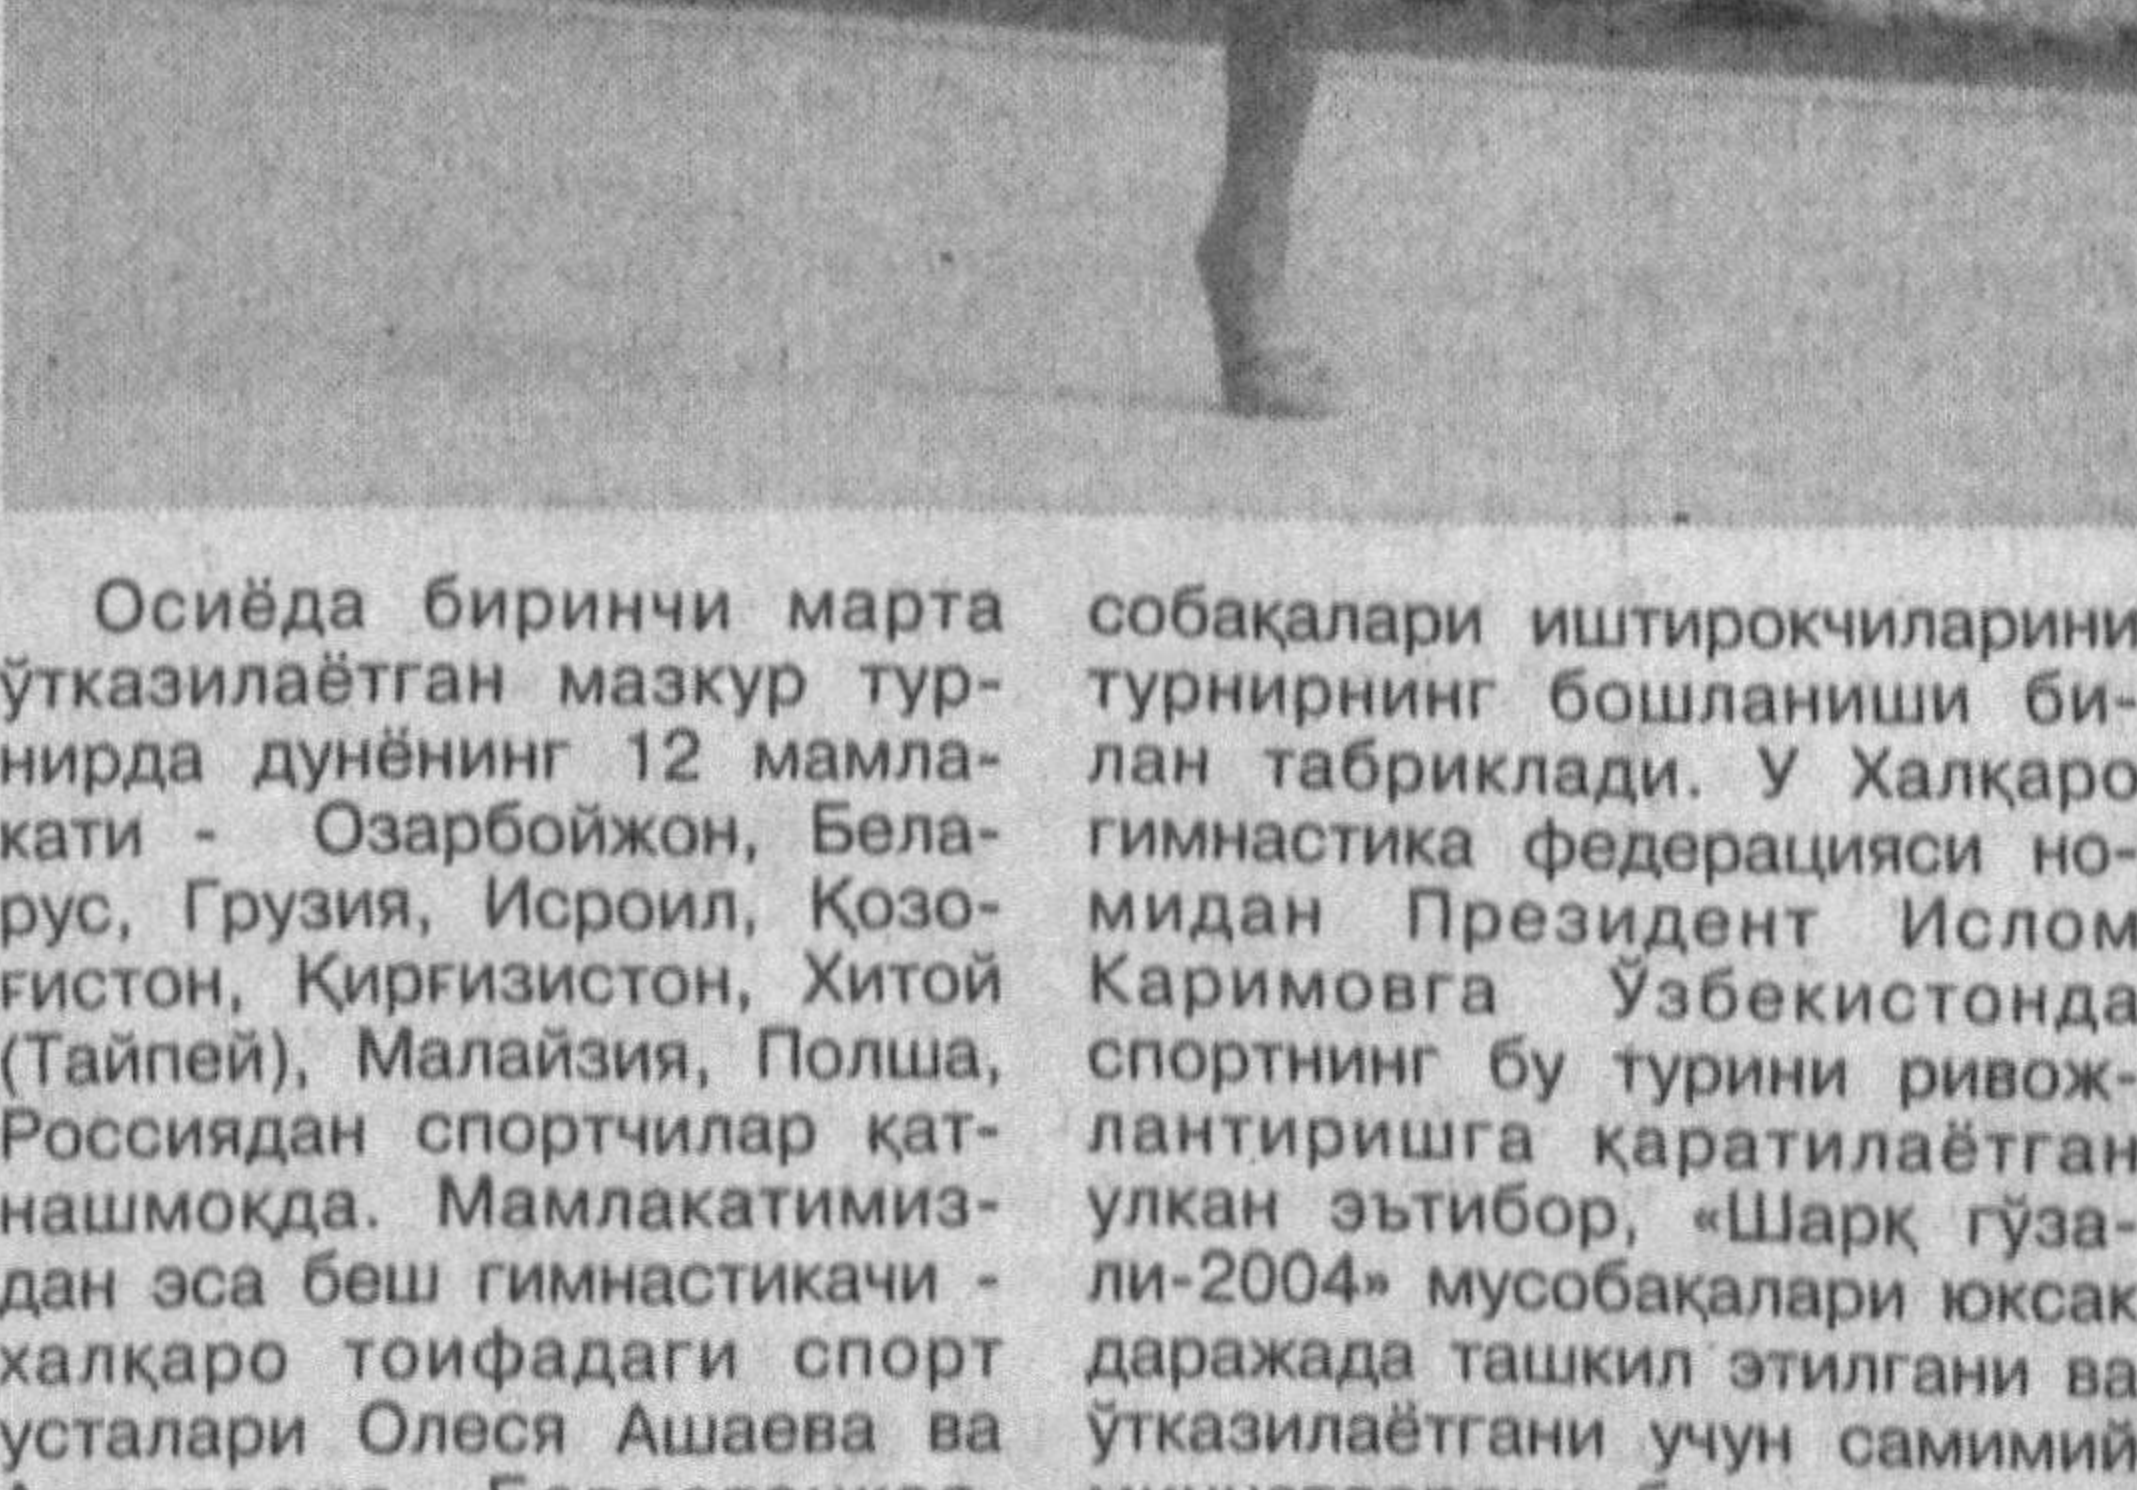 Осиёда биринчи марта
ўтказилаётган мазкур тур-
нирда дунёнинг 12 мамла-
кати - Озарбойжон, Бела-
рус, Грузия, Исроил, Қозо-
ғистон, Қирғизистон, Хитой
(Тайпей), Малайзия, Полша,
Россиядан спортчилар қат-
нашмоқда. Мамлакатимиз-
дан эса беш гимнастикачи -
халқаро тоифадаги спорт
усталари Олеся Ашаева ва
собақалари иштирокчиларини
турнирнинг бошланиши би-
лан табриклади. У Халқаро
гимнастика федерацияси но-
мидан Президент Ислом
Каримовга Ўзбекистонда
спортнинг бу турини ривож-
лантиришга қаратилаётган
улкан эътибор, «Шарқ гўза-
ли-2004» мусобақалари юксак
даражада ташкил этилгани ва
ўтказилаётгани учун самимий